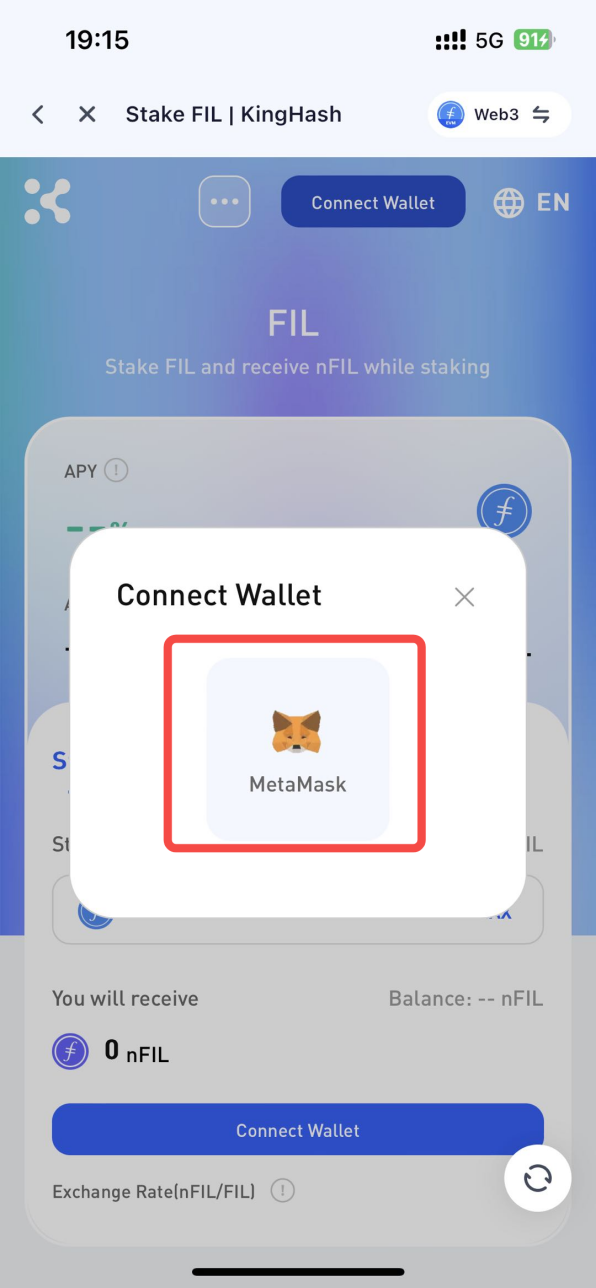 19:15
5G 91
Stake FIL | KingHash
EVM
Web3
Connect Wallet
EN
FIL
Stake FIL and receive nFIL while staking
APY
--%
Connect Wallet
MetaMask
You will receive
Balance: -- nFIL
0 nFIL
Connect Wallet
Exchange Rate(nFIL/FIL)